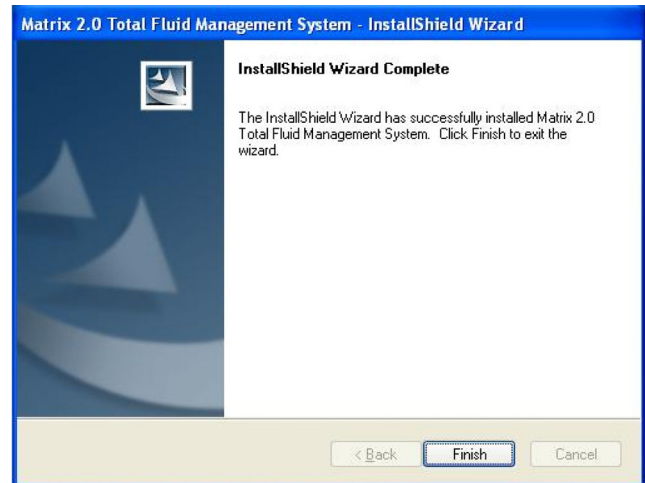 Matrix 2.0 Total Fluid Management System - InstallShield Wizard
InstallShield Wizard Complete
The InstallShield Wizard has successfully installed Matrix 2.0
Total Fluid Management System. Click Finish to exit the
wizard.
< Back Finish Cancel